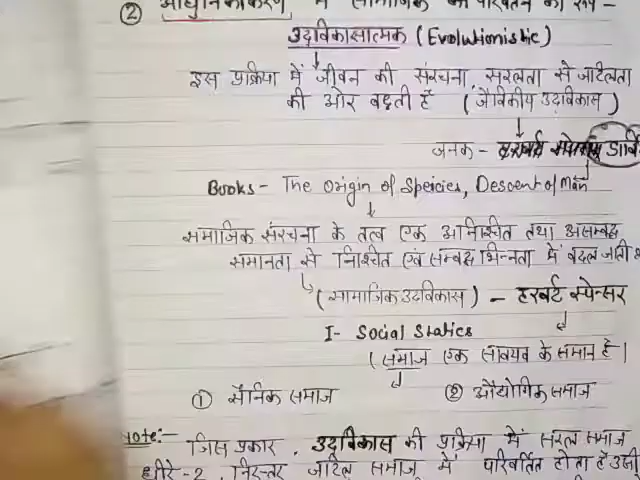 ② आधुनिकीकरण में सामाजिक परिवर्तन का रूप -
उद्विकासात्मक (Evolutionistic)
इस प्रक्रिया में जीवन की संरचना सरलता से जटिलता
की ओर बढ़ती है (जैविकीय उद्विकास)
जनक -
Books - The Origin of Speicies, Descent of Man
समाजिक संरचना के तत्व एक अनिश्चित तथा असम्बद्ध
समानता से निश्चित एवं सम्बद्ध भिन्नता में बदल जाती
(सामाजिक उद्विकास) - हरबर्ट स्पेन्सर
I- Social Statics
(समाज एक सावयव के समान है।
① सैनिक समाज ② औद्योगिक समाज
Note:- जिस प्रकार, उद्विकास की प्रक्रिया में सरल समाज
धीरे-2, निरन्तर जटिल समाज में परिवर्तित होता है उसी